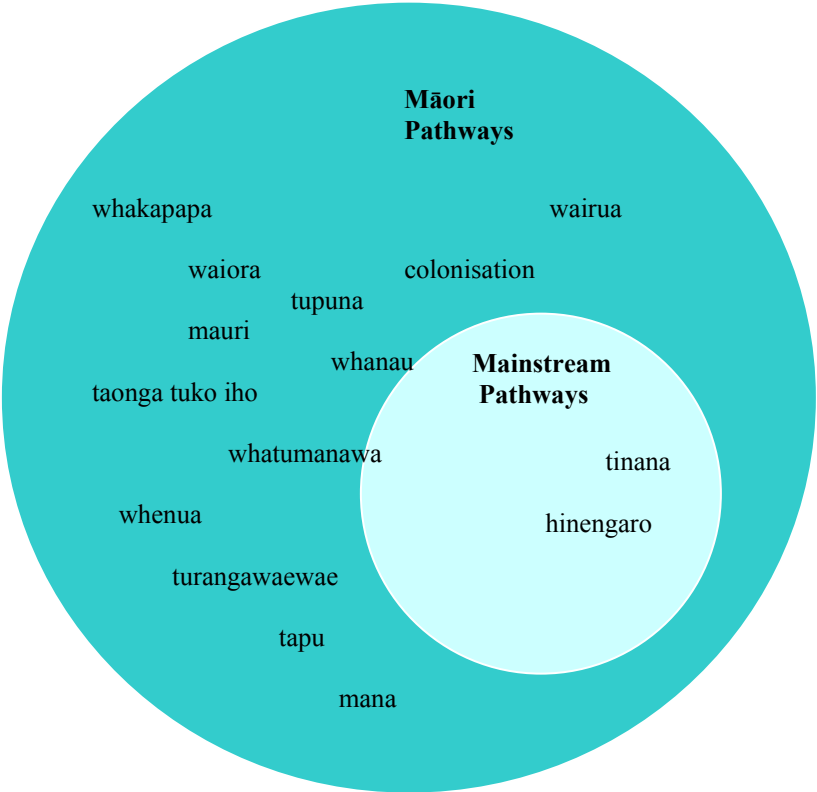 Māori
Pathways
whakapapa
wairua
waiora
colonisation
tupuna
mauri
whanau
Mainstream
Pathways
taonga tuko iho
whatumanawa
tinana
whenua
hinengaro
turangawaewae
tapu
mana